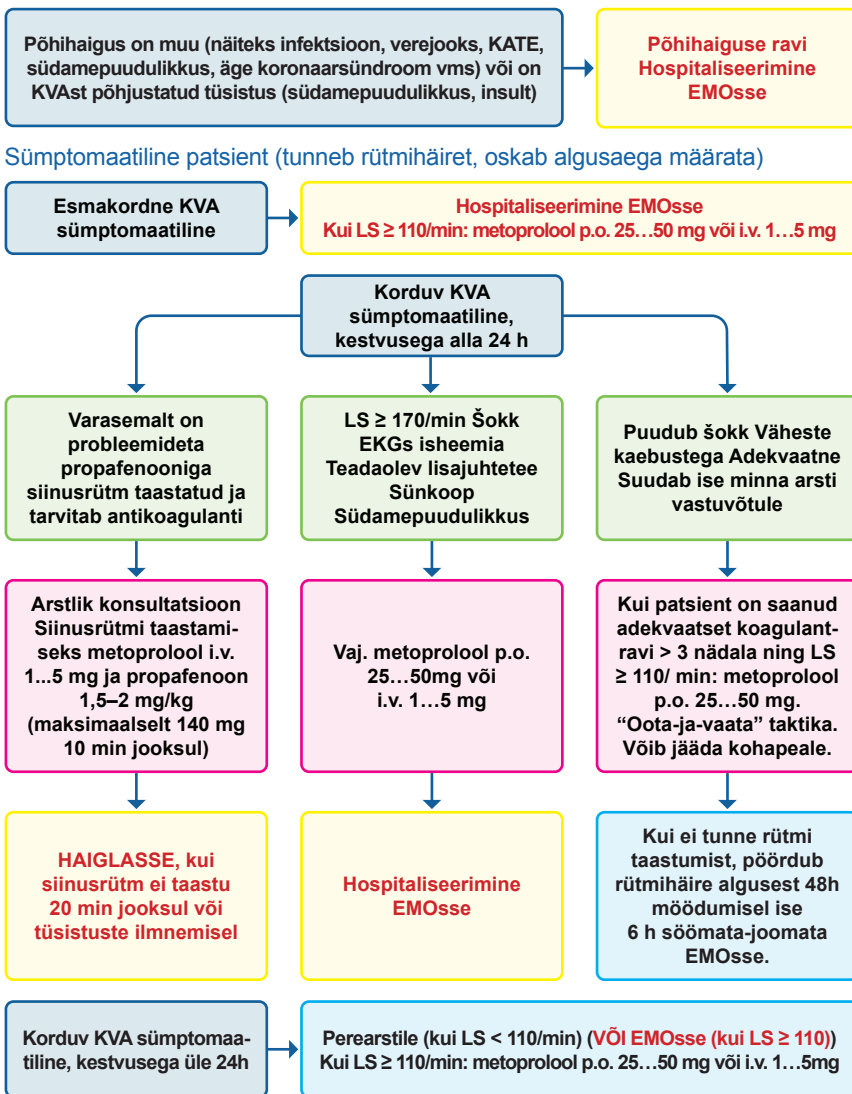 Põhihaigus on muu (näiteks infektsioon, verejooks, KATE,
südamepuudulikkus, äge koronaarsündroom vms) või on
KVAst põhjustatud tüsistus (südamepuudulikkus, insult)
Põhihaiguse ravi
Hospitaliseerimine
EMOsse
Sümptomaatiline patsient (tunneb rütmihäiret, oskab algusaega määrata)
Esmakordne KVA
sümptomaatiline
Hospitaliseerimine EMOsse
Kui LS ≥ 110/min: metoprolool p.o. 25…50 mg või i.v. 1…5 mg
Korduv KVA
sümptomaatiline,
kestvusega alla 24 h
Varasemalt on
probleemideta
propafenooniga
siinusrütm taastatud ja
tarvitab antikoagulanti
LS ≥ 170/min Šokk
EKGs isheemia
Teadaolev lisajuhtetee
Sünkoop
Südamepuudulikkus
Puudub šokk Väheste
kaebustega Adekvaatne
Suudab ise minna arsti
vastuvõtule
Arstlik konsultatsioon
Siinusrütmi taastami-
seks metoprolool i.v.
1...5 mg ja propafenoon
1,5–2 mg/kg
(maksimaalselt 140 mg
10 min jooksul)
Vaj. metoprolool p.o.
25…50mg või
i.v. 1…5 mg
Kui patsient on saanud
adekvaatset koagulant-
ravi > 3 nädala ning LS
≥ 110/ min: metoprolool
p.o. 25…50 mg.
“Oota-ja-vaata” taktika.
Võib jääda kohapeale.
HAIGLASSE, kui
siinusrütm ei taastu
20 min jooksul või
tüsistuste ilmnemisel
Hospitaliseerimine
EMOsse
Kui ei tunne rütmi
taastumist, pöördub
rütmihäire algusest 48h
möödumisel ise
6 h söömata-joomata
EMOsse.
Korduv KVA sümptomaa-
tiline, kestvusega üle 24h
Perearstile (kui LS < 110/min) (VÕI EMOsse (kui LS ≥ 110))
Kui LS ≥ 110/min: metoprolool p.o. 25…50 mg või i.v. 1…5mg